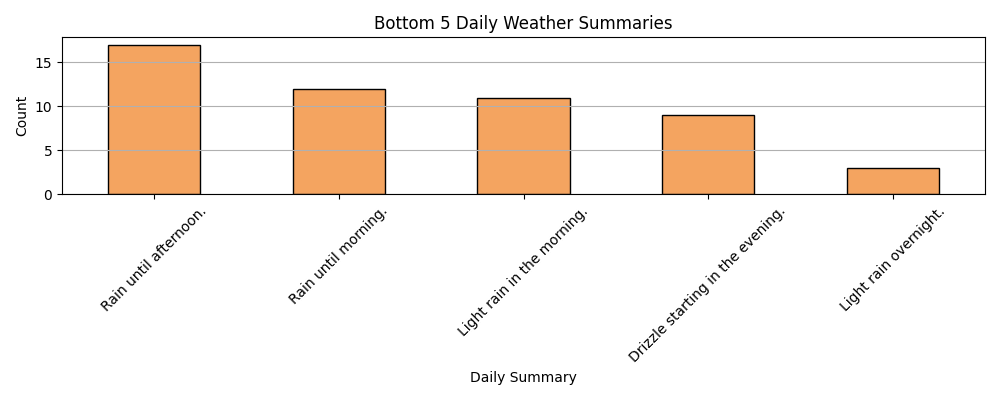 Bottom 5 Daily Weather Summaries
Count
15
10
5
0
Rain until afternoon.
Rain until morning.
Light rain in the morning.
Drizzle starting in the evening.
Light rain overnight.
Daily Summary